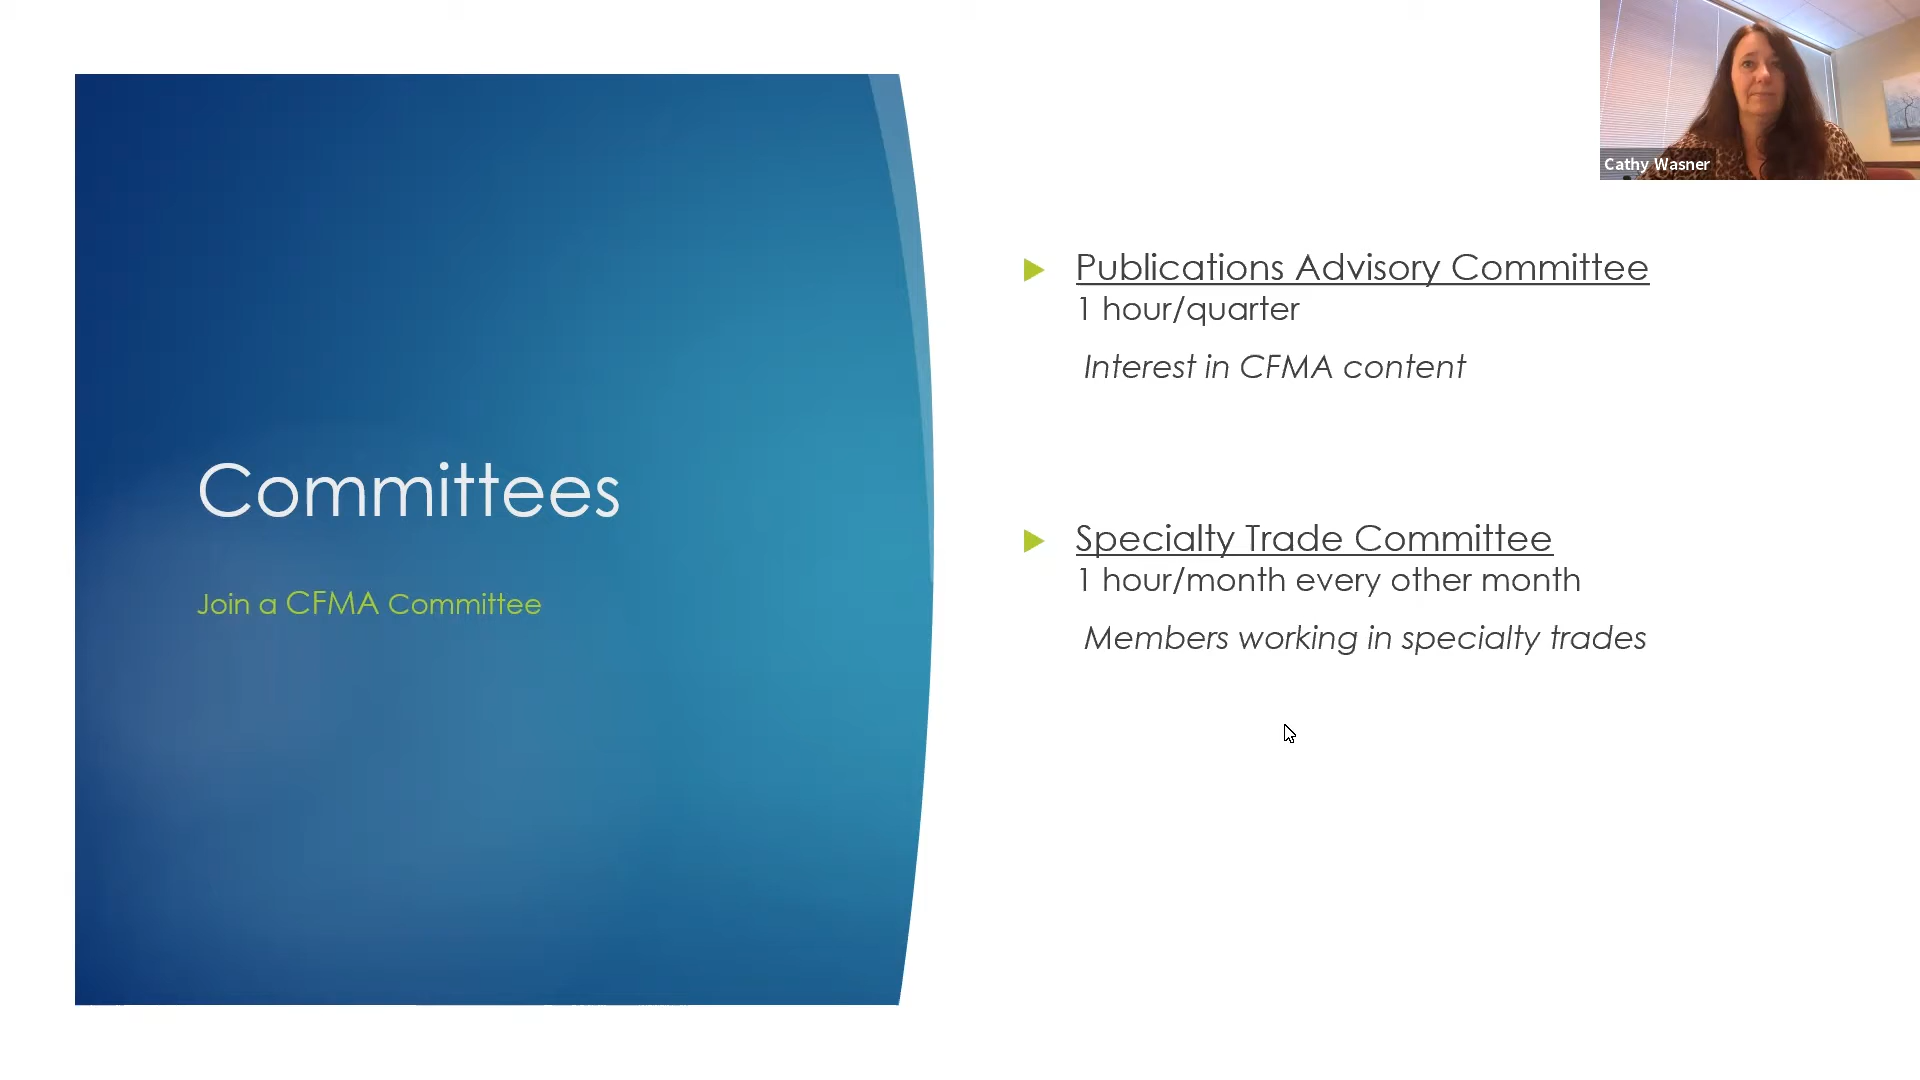 Cathy Wasner
Committees
Join a CFMA Committee
Publications Advisory Committee
1 hour/quarter
Interest in CFMA content
Specialty Trade Committee
1 hour/month every other month
Members working in specialty trades